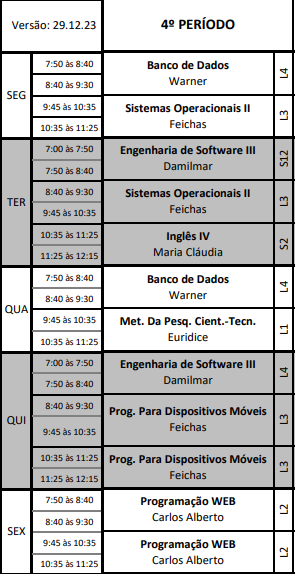 Versão: 29.12.23
4º PERÍODO
SEG
7:50 às 8:40
8:40 às 9:30
Banco de Dados
Warner
L4
9:45 às 10:35
10:35 às 11:25
Sistemas Operacionais II
Feichas
L3
TER
7:00 às 7:50
7:50 às 8:40
Engenharia de Software III
Damilmar
S12
8:40 às 9:30
9:45 às 10:35
Sistemas Operacionais II
Feichas
L3
10:35 às 11:25
11:25 às 12:15
Inglês IV
Maria Cláudia
S2
QUA
7:50 às 8:40
8:40 às 9:30
Banco de Dados
Warner
L4
9:45 às 10:35
10:35 às 11:25
Met. Da Pesq. Cient.-Tecn.
Euridice
L1
QUI
7:00 às 7:50
7:50 às 8:40
Engenharia de Software III
Damilmar
L4
8:40 às 9:30
9:45 às 10:35
Prog. Para Dispositivos Móveis
Feichas
L3
10:35 às 11:25
11:25 às 12:15
Prog. Para Dispositivos Móveis
Feichas
L3
SEX
7:50 às 8:40
8:40 às 9:30
Programação WEB
Carlos Alberto
L2
9:45 às 10:35
10:35 às 11:25
Programação WEB
Carlos Alberto
L2